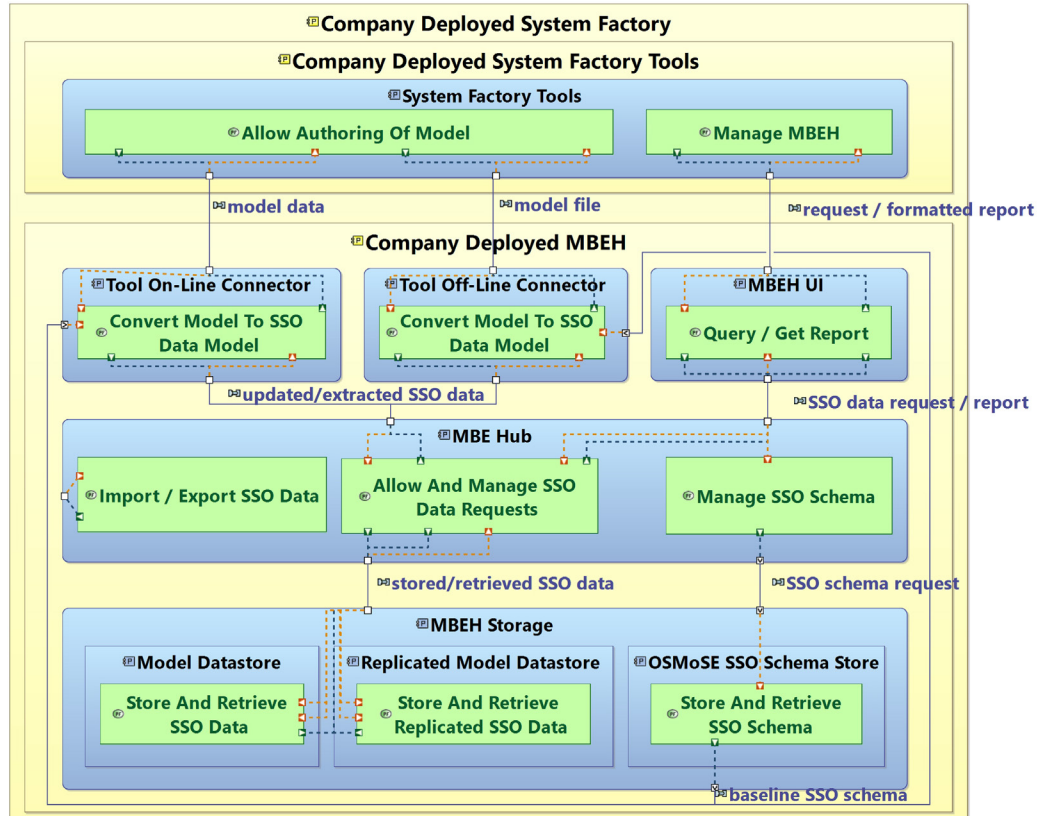 Company Deployed System Factory
Company Deployed System Factory Tools
System Factory Tools
Allow Authoring Of Model
Manage MBEH
model data
model file
request / formatted report
Company Deployed MBEH
Tool On-Line Connector
Tool Off-Line Connector
MBEH UI
Convert Model To SSO
Data Model
Convert Model To SSO
Data Model
Query / Get Report
updated/extracted SSO data
SSO data request / report
MBE Hub
Import / Export SSO Data
Allow And Manage SSO
Data Requests
Manage SSO Schema
stored/retrieved SSO data
SSO schema request
MBEH Storage
Model Datastore
Replicated Model Datastore
OSMoSE SSO Schema Store
Store And Retrieve
SSO Data
Store And Retrieve
Replicated SSO Data
Store And Retrieve
SSO Schema
baseline SSO schema